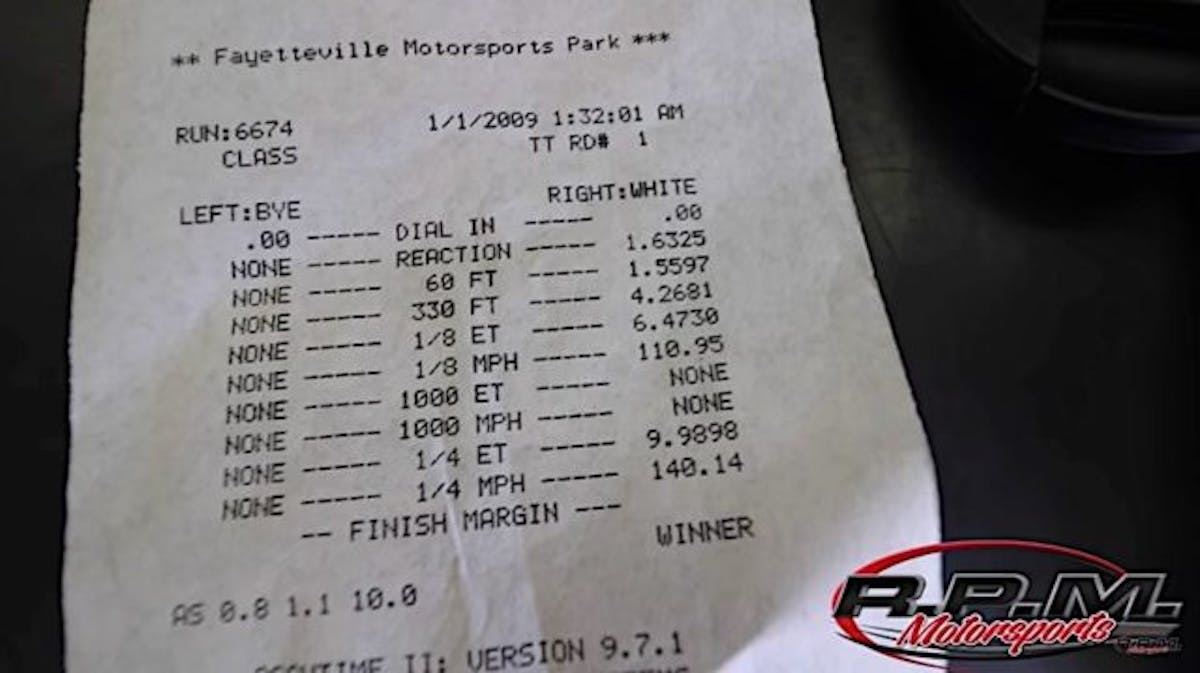 ** Fayetteville Motorsports Park ***
RUN:6674 1/1/2009 1:32:01 AM
CLASS TT RD# 1
LEFT:BYE RIGHT:WHITE
.00 ----- DIAL IN ----- .00
NONE ----- REACTION ----- 1.6325
NONE ----- 60 FT ----- 1.5597
NONE ----- 330 FT ----- 4.2681
NONE ----- 1/8 ET ----- 6.4730
NONE ----- 1/8 MPH ----- 110.95
NONE ----- 1000 ET ----- NONE
NONE ----- 1000 MPH ----- NONE
NONE ----- 1/4 ET ----- 9.9898
NONE ----- 1/4 MPH ----- 140.14
-- FINISH MARGIN ---
WINNER
AS 0.8 1.1 10.0
ACCUTIME II: VERSION 9.7.1
R.P.M.
Motorsports